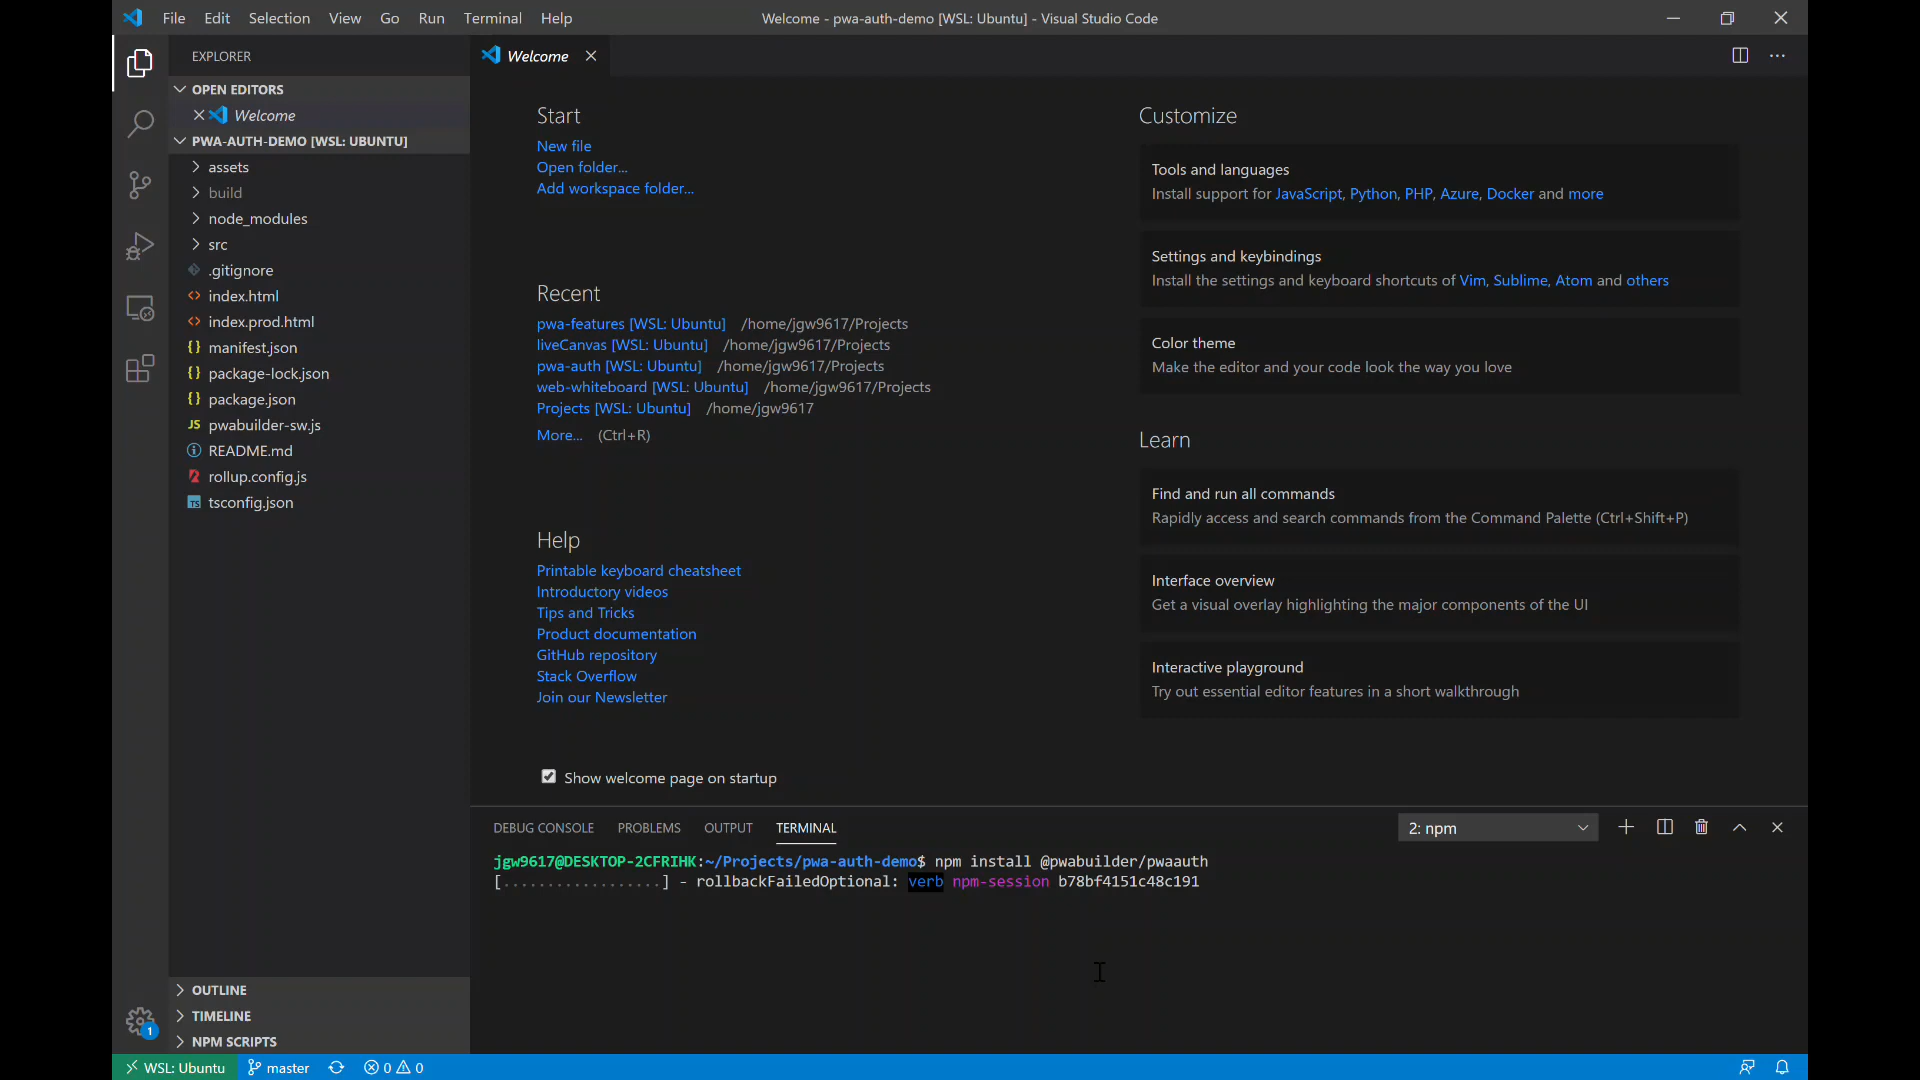 File Edit Selection View Go Run Terminal Help
Welcome - pwa-auth-demo [WSL: Ubuntu] - Visual Studio Code
EXPLORER
OPEN EDITORS
Welcome
PWA-AUTH-DEMO [WSL: UBUNTU]
assets
build
node_modules
src
.gitignore
index.html
index.prod.html
manifest.json
package-lock.json
package.json
JS pwabuilder-sw.js
README.md
rollup.config.js
TS tsconfig.json
OUTLINE
TIMELINE
NPM SCRIPTS
1
Welcome
Start
New file
Open folder...
Add workspace folder...
Recent
pwa-features [WSL: Ubuntu] /home/jgw9617/Projects
liveCanvas [WSL: Ubuntu] /home/jgw9617/Projects
pwa-auth [WSL: Ubuntu] /home/jgw9617/Projects
web-whiteboard [WSL: Ubuntu] /home/jgw9617/Projects
Projects [WSL: Ubuntu] /home/jgw9617
More... (Ctrl+R)
Help
Printable keyboard cheatsheet
Introductory videos
Tips and Tricks
Product documentation
GitHub repository
Stack Overflow
Join our Newsletter
Show welcome page on startup
Customize
Tools and languages
Install support for JavaScript, Python, PHP, Azure, Docker and more
Settings and keybindings
Install the settings and keyboard shortcuts of Vim, Sublime, Atom and others
Color theme
Make the editor and your code look the way you love
Learn
Find and run all commands
Rapidly access and search commands from the Command Palette (Ctrl+Shift+P)
Interface overview
Get a visual overlay highlighting the major components of the UI
Interactive playground
Try out essential editor features in a short walkthrough
DEBUG CONSOLE PROBLEMS OUTPUT TERMINAL
2: npm
jgw9617@DESKTOP-2CFRIHK:~/Projects/pwa-auth-demo$ npm install @pwabuilder/pwaauth
[..................] - rollbackFailedOptional: verb npm-session b78bf4151c48c191
WSL: Ubuntu master 0 0